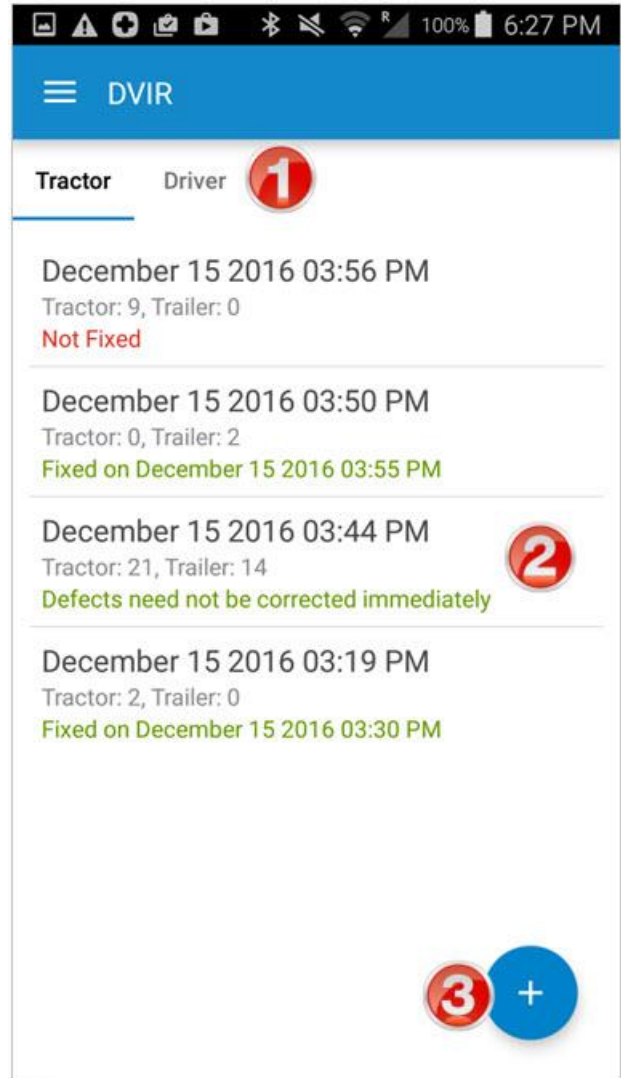 R 100% 6:27 PM
DVIR
Tractor Driver 1
December 15 2016 03:56 PM
Tractor: 9, Trailer: 0
Not Fixed
December 15 2016 03:50 PM
Tractor: 0, Trailer: 2
Fixed on December 15 2016 03:55 PM
December 15 2016 03:44 PM
Tractor: 21, Trailer: 14
2
Defects need not be corrected immediately
December 15 2016 03:19 PM
Tractor: 2, Trailer: 0
Fixed on December 15 2016 03:30 PM
3 +